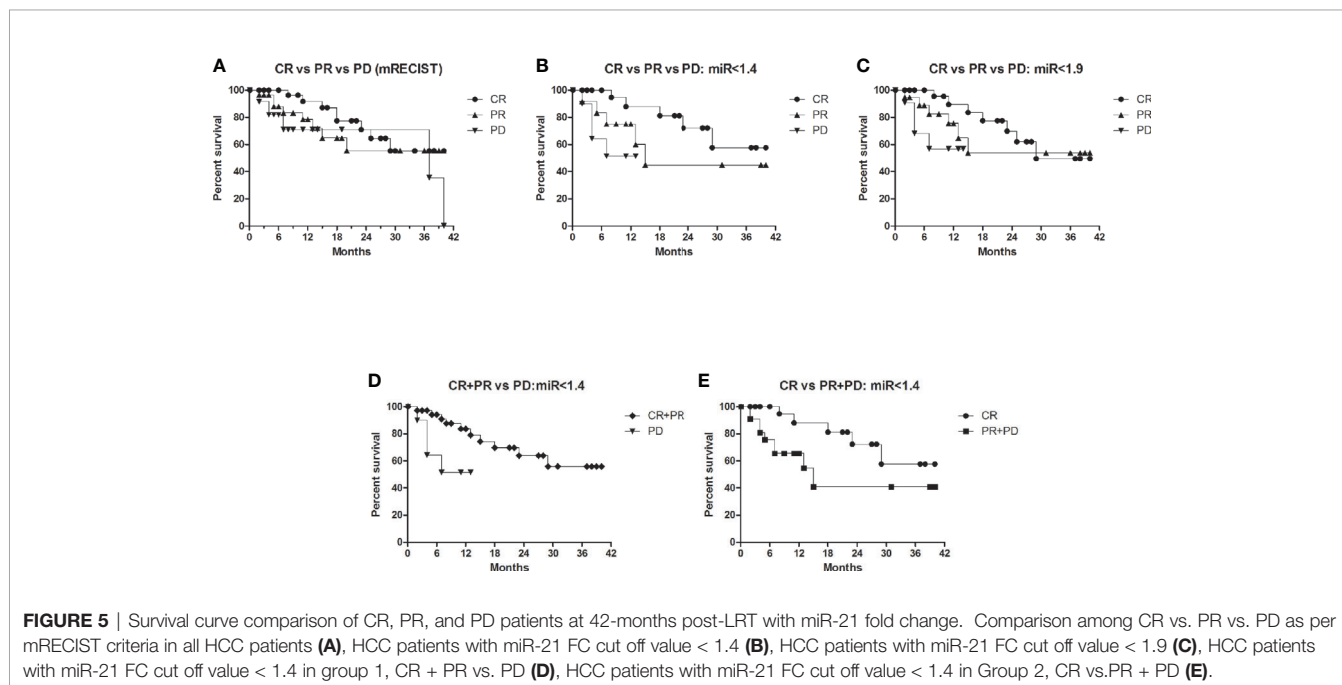 A
CR vs PR vs PD (mRECIST)
Percent survival
100
80
60
40
20
0
0 6 12 18 24 30 36 42
Months
CR
PR
PD
B
CR vs PR vs PD: miR<1.4
Percent survival
100
80
60
40
20
0
0 6 12 18 24 30 36 42
Months
CR
PR
PD
C
CR vs PR vs PD: miR<1.9
Percent survival
100
80
60
40
20
0
0 6 12 18 24 30 36 42
Months
CR
PR
PD
D
CR+PR vs PD:miR<1.4
Percent survival
100
80
60
40
20
0
0 6 12 18 24 30 36 42
Months
CR+PR
PD
E
CR vs PR+PD: miR<1.4
Percent survival
100
80
60
40
20
0
0 6 12 18 24 30 36 42
Months
CR
PR+PD
FIGURE 5 | Survival curve comparison of CR, PR, and PD patients at 42-months post-LRT with miR-21 fold change. Comparison among CR vs. PR vs. PD as per
mRECIST criteria in all HCC patients (A), HCC patients with miR-21 FC cut off value < 1.4 (B), HCC patients with miR-21 FC cut off value < 1.9 (C), HCC patients
with miR-21 FC cut off value < 1.4 in group 1, CR + PR vs. PD (D), HCC patients with miR-21 FC cut off value < 1.4 in Group 2, CR vs.PR + PD (E).